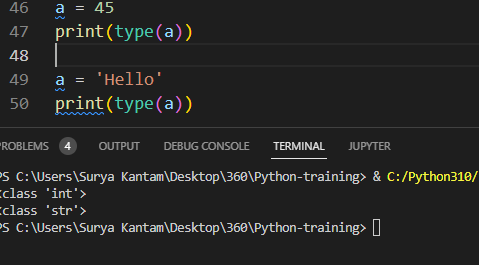 46 a = 45
47 print(type(a))
48
49 a = 'Hello'
50 print(type(a))
PROBLEMS 4 OUTPUT DEBUG CONSOLE TERMINAL JUPYTER
PS C:\Users\Surya Kantam\Desktop\360\Python-training> & C:/Python310/
<class 'int'>
<class 'str'>
PS C:\Users\Surya Kantam\Desktop\360\Python-training>